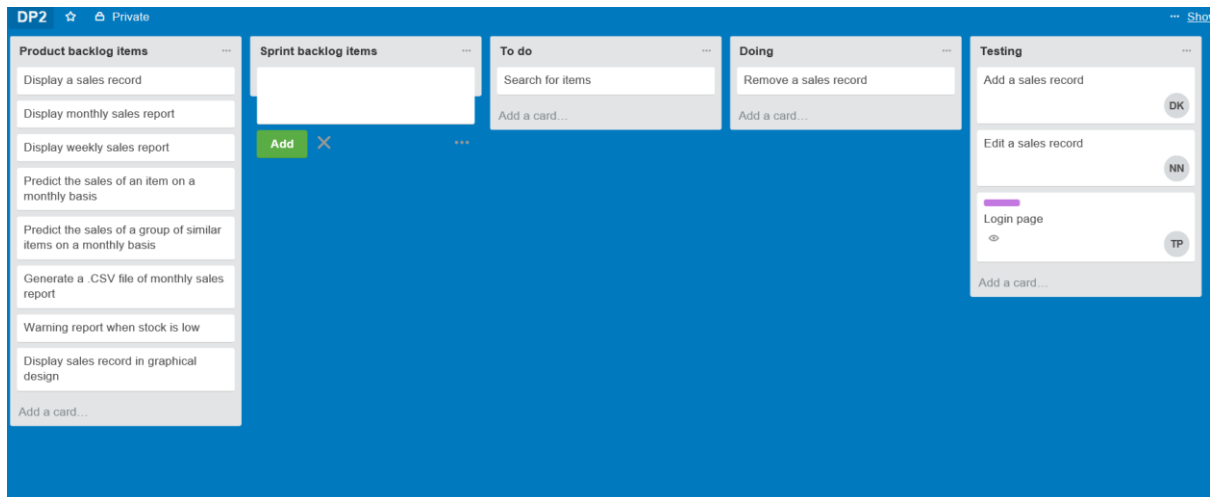 DP2 Private ··· Show
Product backlog items ···
Display a sales record
Display monthly sales report
Display weekly sales report
Predict the sales of an item on a
monthly basis
Predict the sales of a group of similar
items on a monthly basis
Generate a .CSV file of monthly sales
report
Warning report when stock is low
Display sales record in graphical
design
Add a card...
Sprint backlog items ···
Add ···
To do ···
Search for items
Add a card...
Doing ···
Remove a sales record
Add a card...
Testing ···
Add a sales record
DK
Edit a sales record
NN
Login page
TP
Add a card...